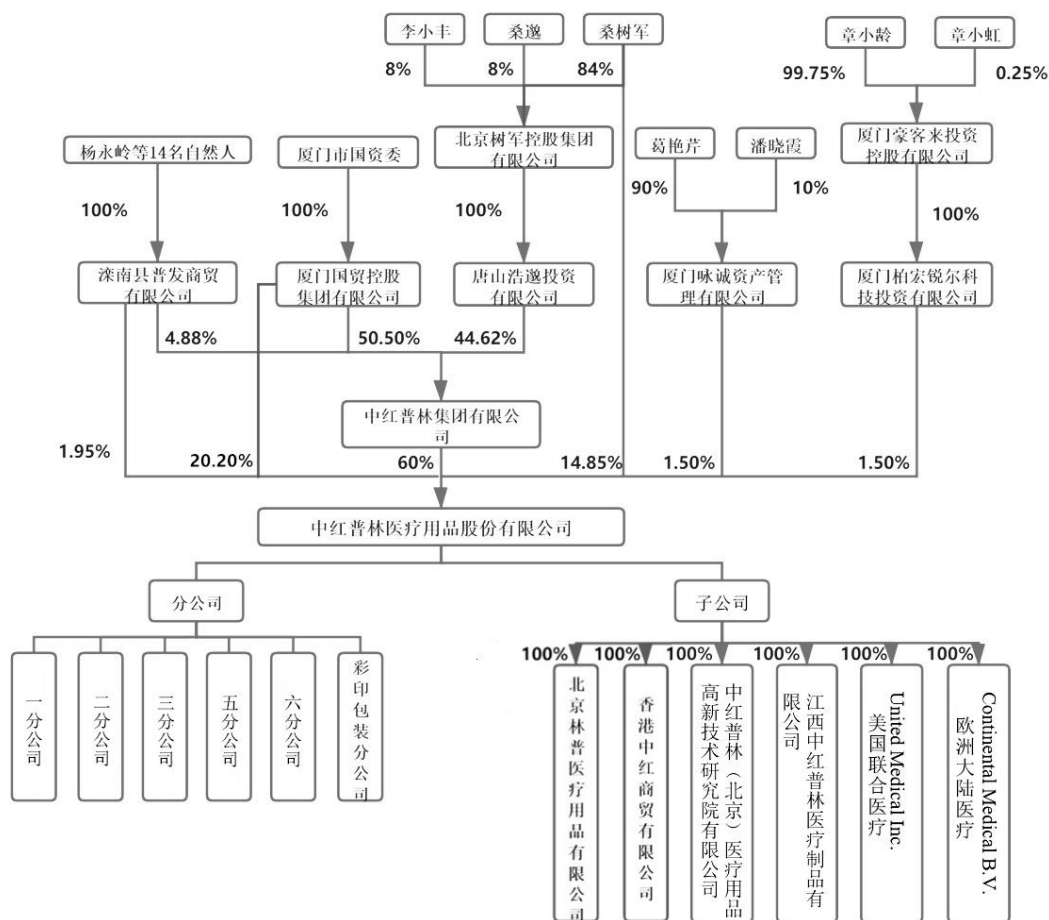 李小丰
桑邈
桑树军
章小龄
章小虹
8%
8%
84%
99.75%
0.25%
杨永岭等14名自然人
厦门市国资委
北京树军控股集团
有限公司
葛艳芹
潘晓霞
厦门豪客来投资
控股有限公司
100%
100%
100%
90%
10%
100%
滦南县普发商贸
有限公司
厦门国贸控股
集团有限公司
唐山浩邈投资
有限公司
厦门咏诚资产管
理有限公司
厦门柏宏锐尔科
技投资有限公司
4.88%
50.50%
44.62%
中红普林集团有限公
司
1.95%
20.20%
60%
14.85%
1.50%
1.50%
中红普林医疗用品股份有限公司
分公司
子公司
100%
100%
100%
100%
100%
100%
一分公司
二分公司
三分公司
五分公司
六分公司
彩印包装分公司
北京林普医疗用品有限公司
香港中红商贸有限公司
中红普林（北京）医疗用品
高新技术研究院有限公司
江西中红普林医疗制品有
限公司
United Medical Inc.
美国联合医疗
Continental Medical B.V.
欧洲大陆医疗